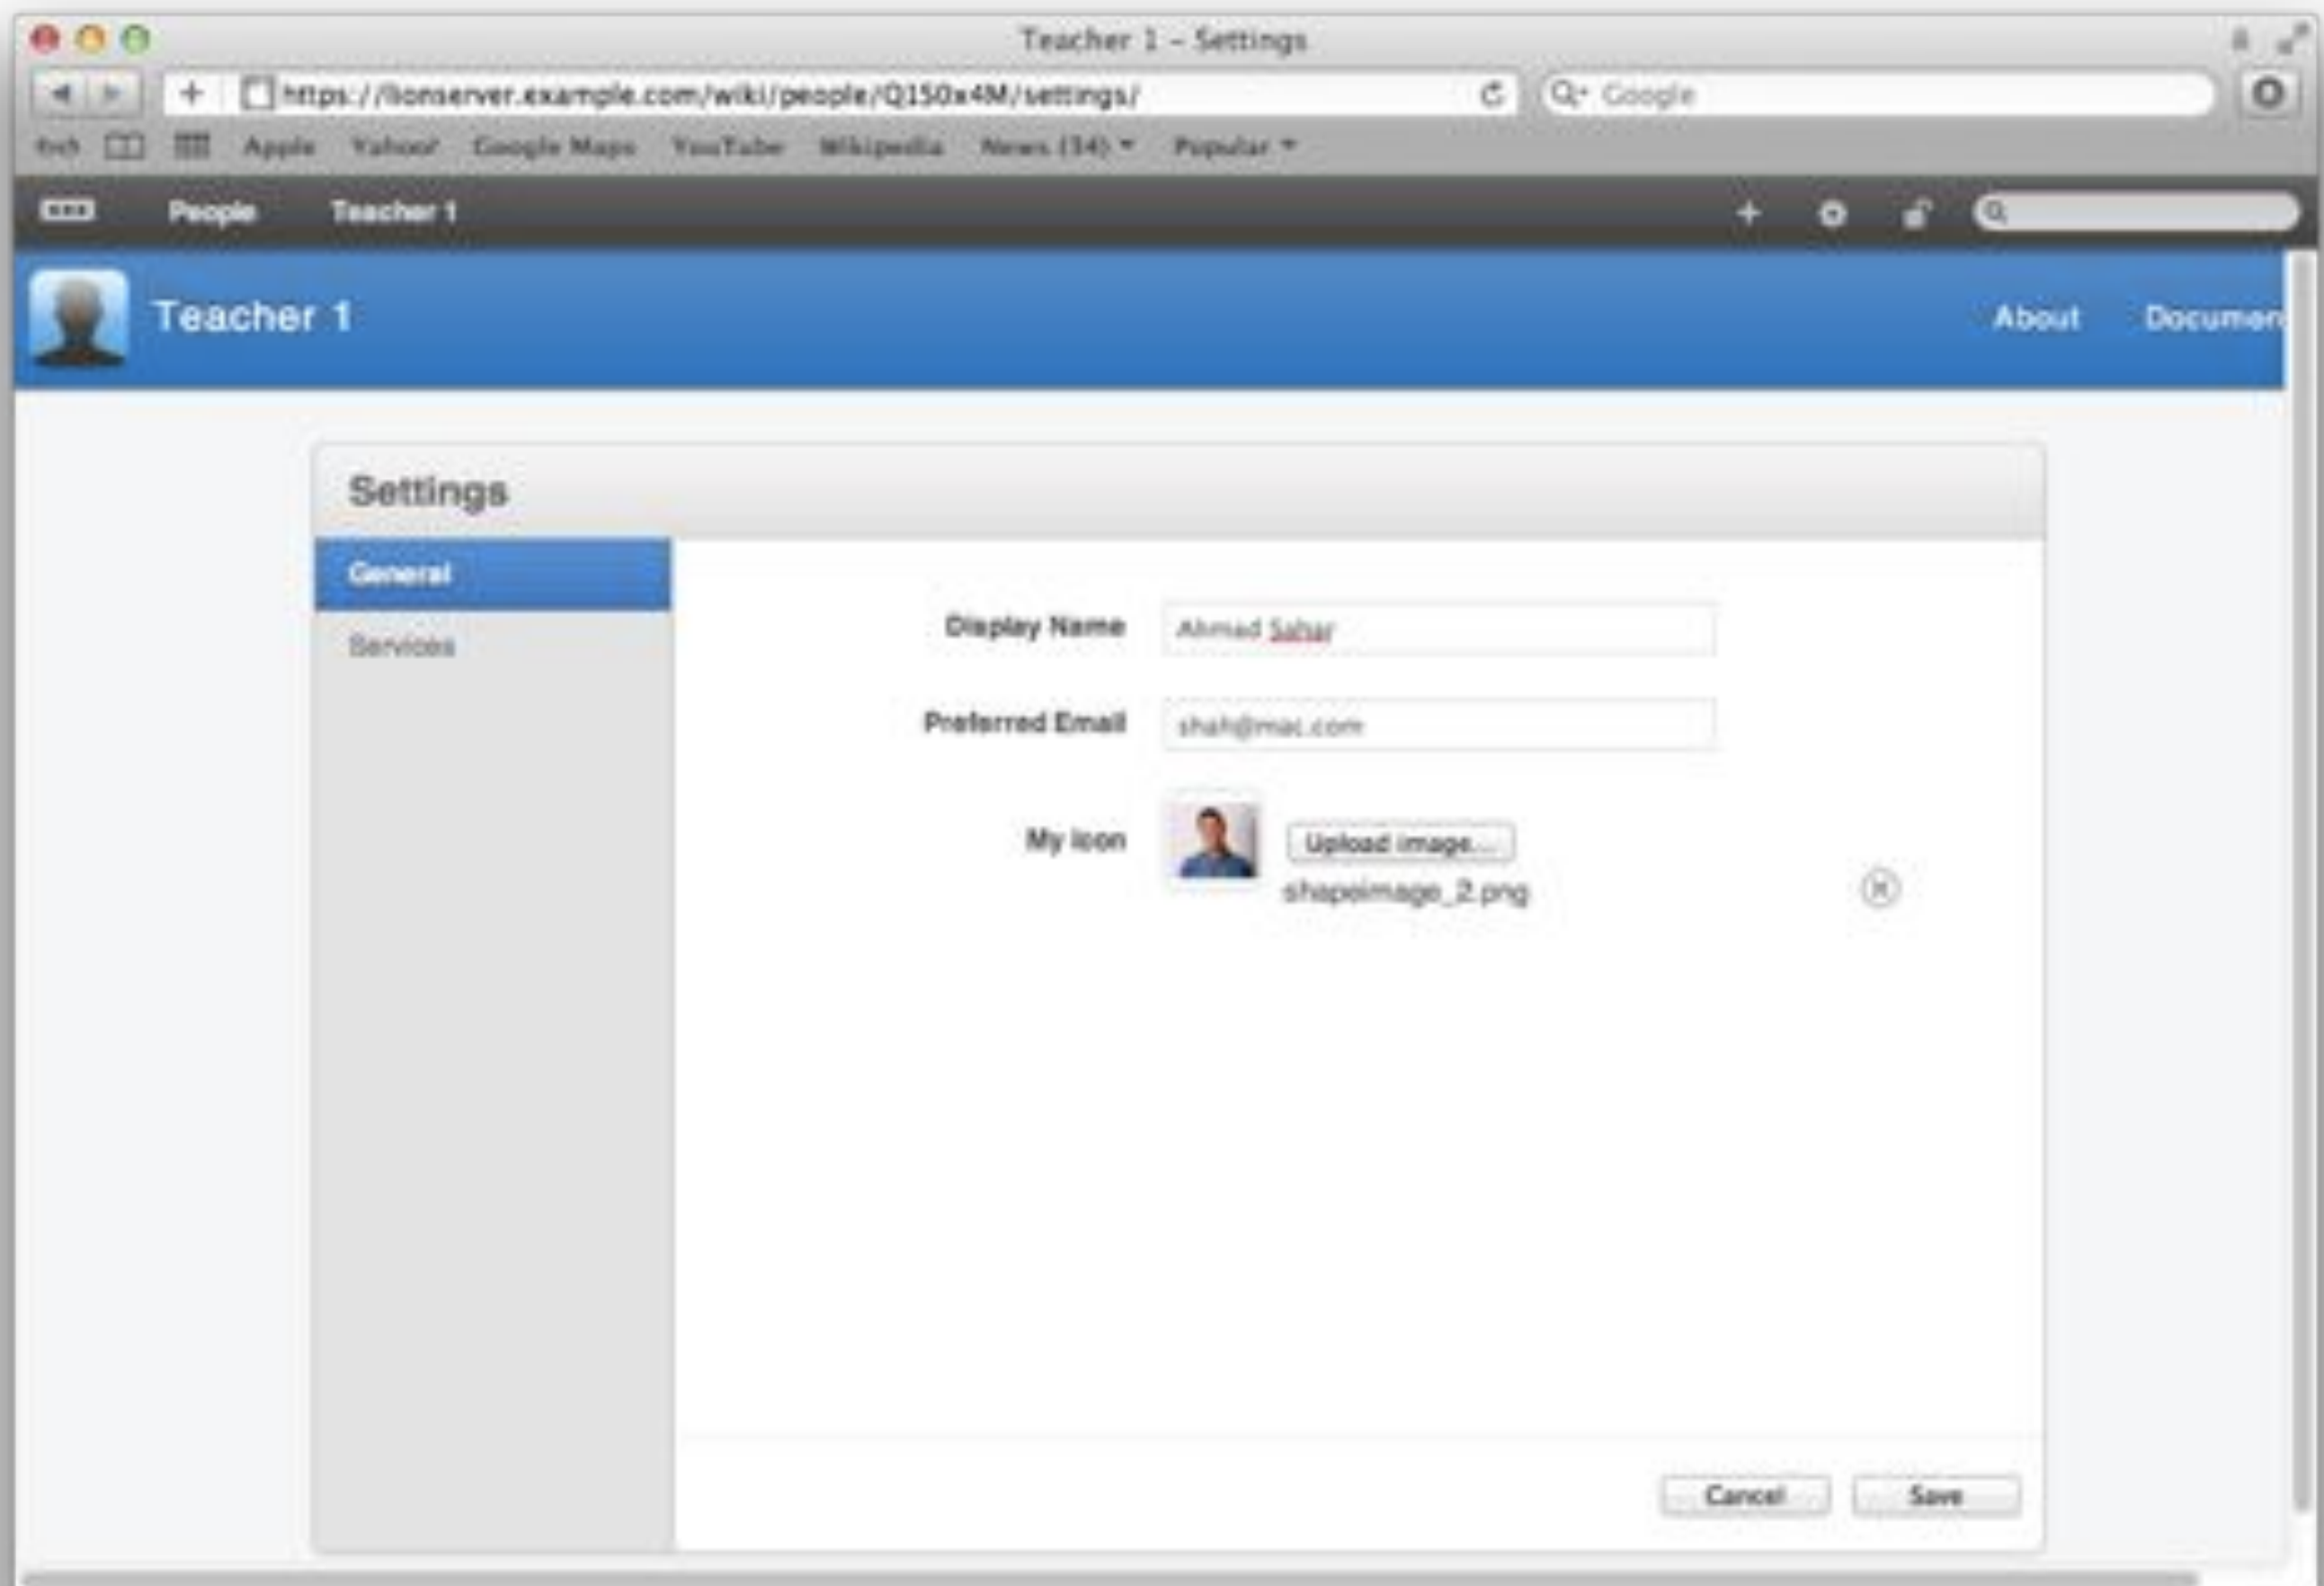 Teacher 1 – Settings
https://lionserver.example.com/wiki/people/Q150x4M/settings/
Google
Apple Yahoo! Google Maps YouTube Wikipedia News (34) Popular
People Teacher 1
Teacher 1 About Documen
Settings
General
Services
Display Name Ahmad Sahar
Preferred Email shah@mac.com
My icon Upload image...
shapeimage_2.png
Cancel Save